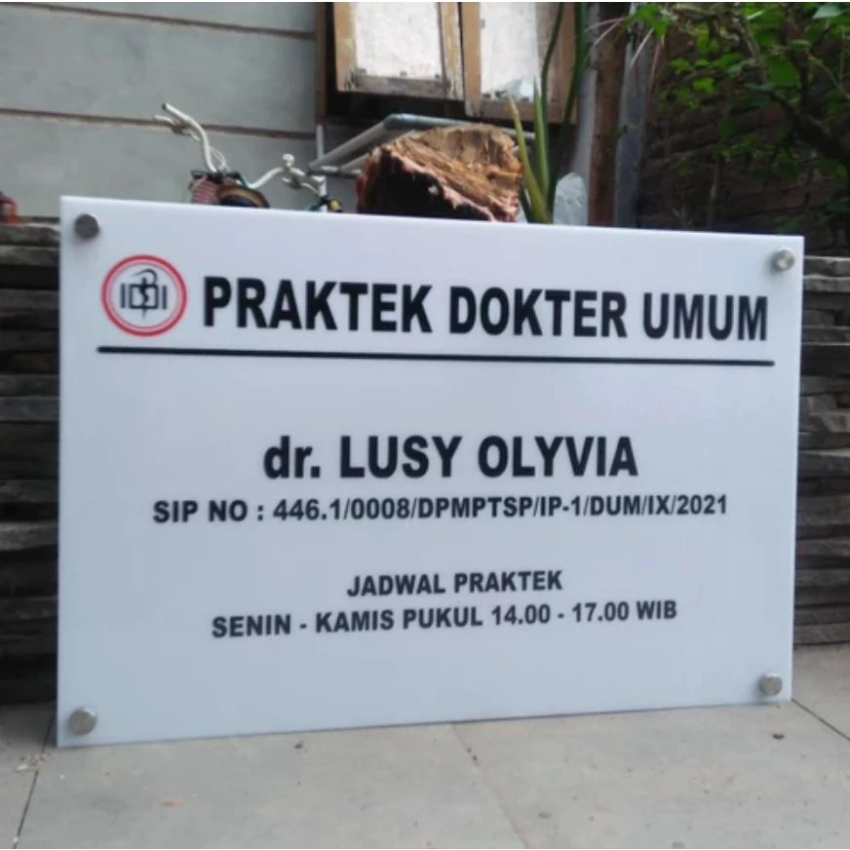 IDI PRAKTEK DOKTER UMUM
dr. LUSY OLYVIA
SIP NO : 446.1/0008/DPMPTSP/IP-1/DUM/IX/2021
JADWAL PRAKTEK
SENIN - KAMIS PUKUL 14.00 - 17.00 WIB